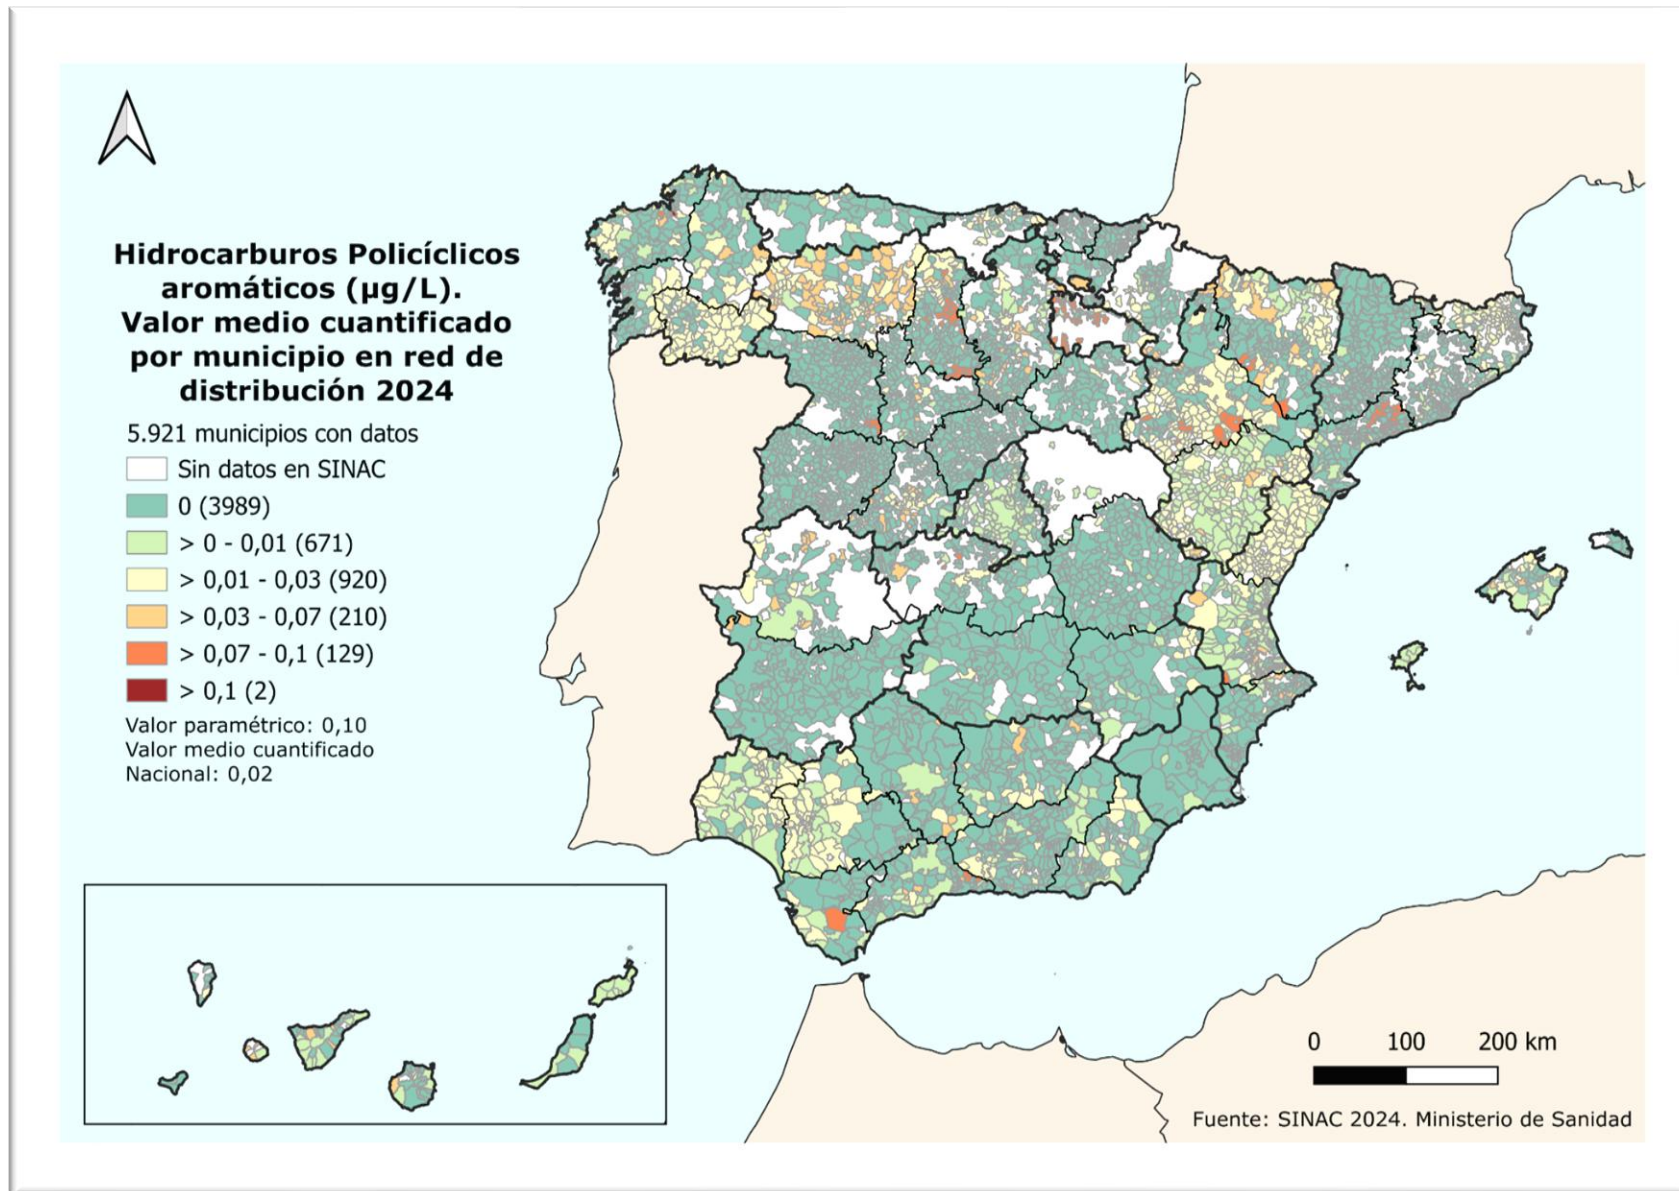 Hidrocarburos Policíclicos
aromáticos (µg/L).
Valor medio cuantificado
por municipio en red de
distribución 2024
5.921 municipios con datos
Sin datos en SINAC
0 (3989)
> 0 - 0,01 (671)
> 0,01 - 0,03 (920)
> 0,03 - 0,07 (210)
> 0,07 - 0,1 (129)
> 0,1 (2)
Valor paramétrico: 0,10
Valor medio cuantificado
Nacional: 0,02
0 100 200 km
Fuente: SINAC 2024. Ministerio de Sanidad